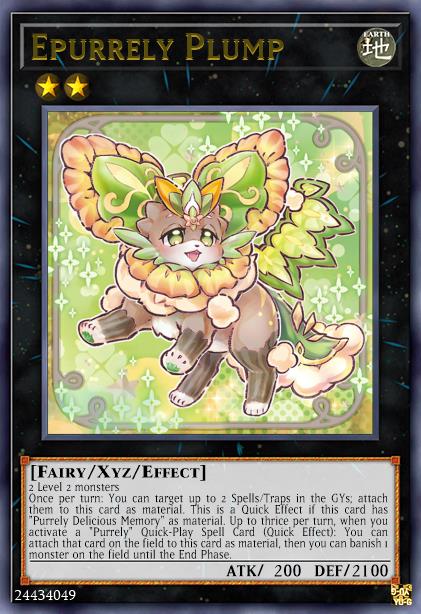 Epurrely Plump
EARTH
地
[Fairy/Xyz/Effect]
2 Level 2 monsters
Once per turn: You can target up to 2 Spells/Traps in the GYs; attach
them to this card as material. This is a Quick Effect if this card has
"Purrely Delicious Memory" as material. Up to thrice per turn, when you
activate a "Purrely" Quick-Play Spell Card (Quick Effect): You can
attach that card on the field to this card as material, then you can banish 1
monster on the field until the End Phase.
ATK/ 200 DEF/2100
24434049